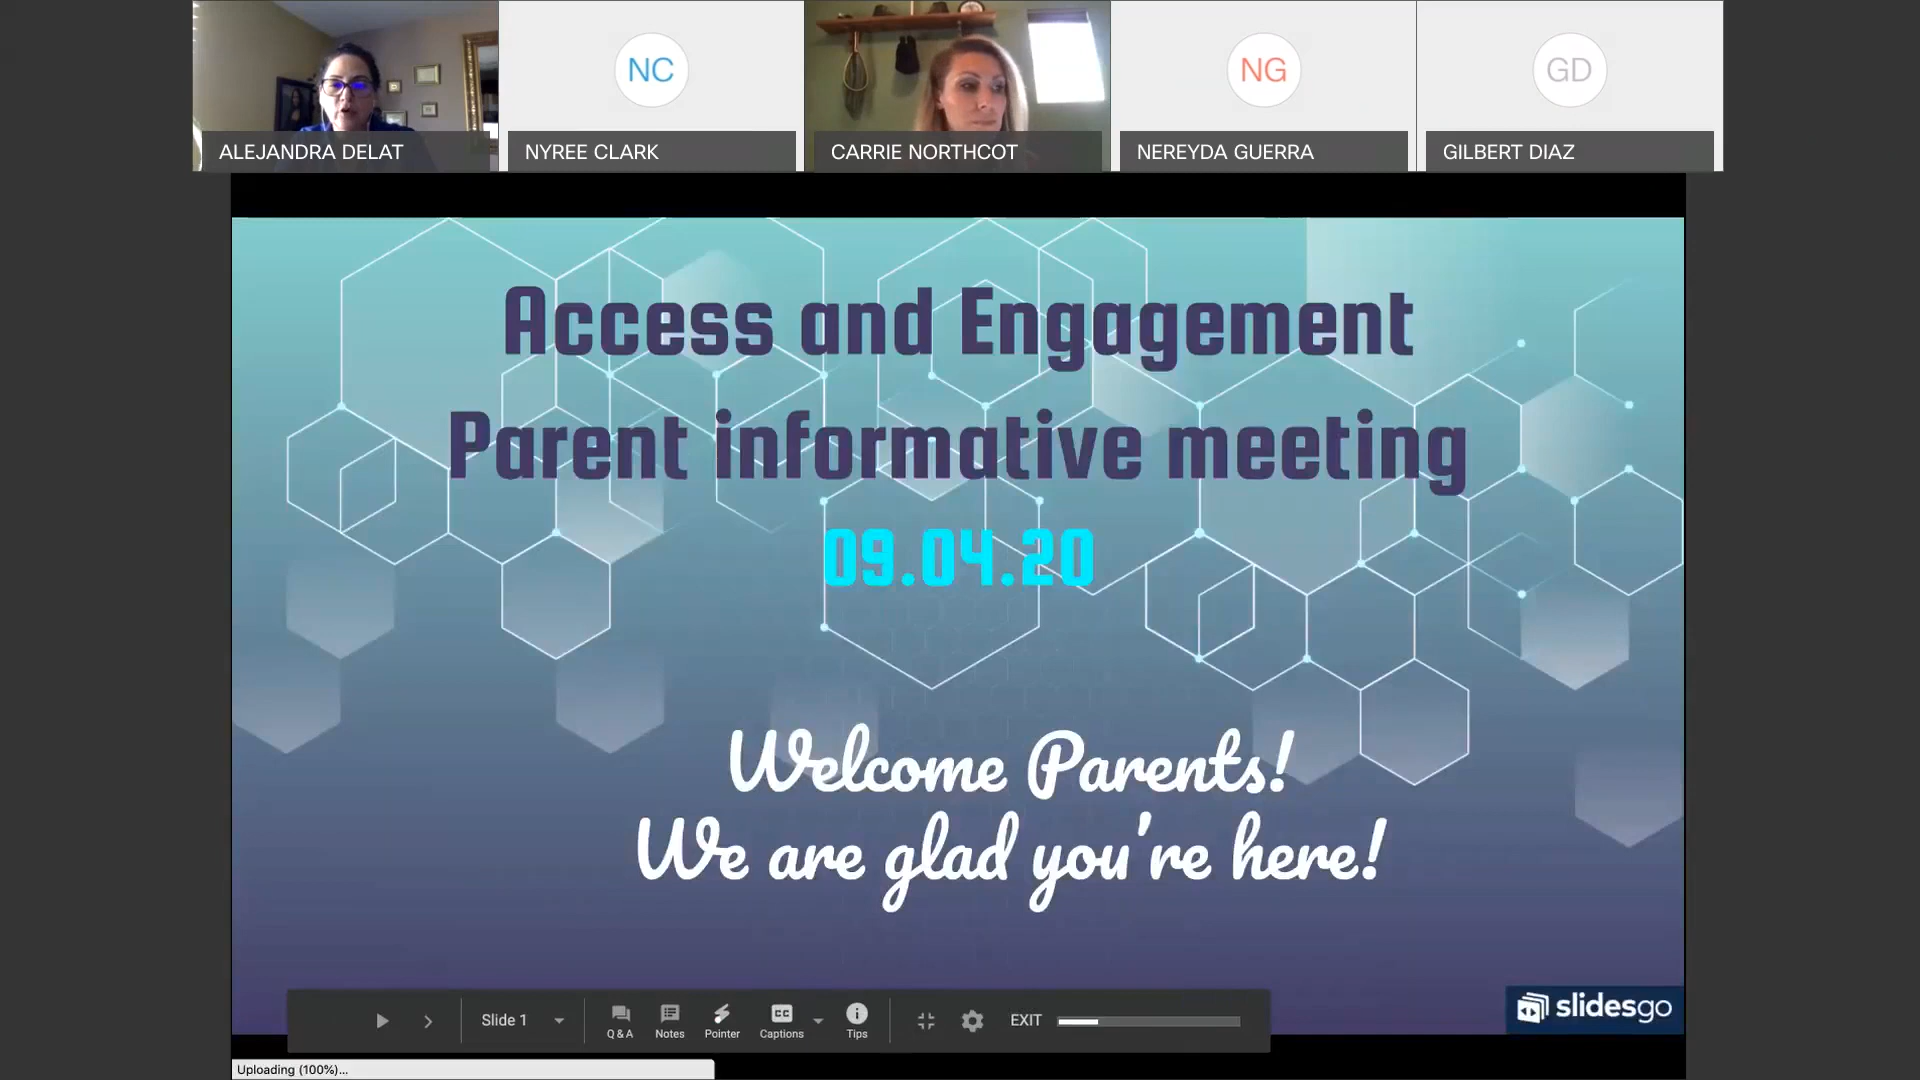 ALEJANDRA DELAT
NC
NYREE CLARK
CARRIE NORTHCOT
NG
NEREYDA GUERRA
GD
GILBERT DIAZ
Access and Engagement
Parent informative meeting
09.04.20
Welcome Parents!
We are glad you're here!
Slide 1
Q & A
Notes
Pointer
CC
Captions
Tips
EXIT
slidesgo
Uploading (100%)...